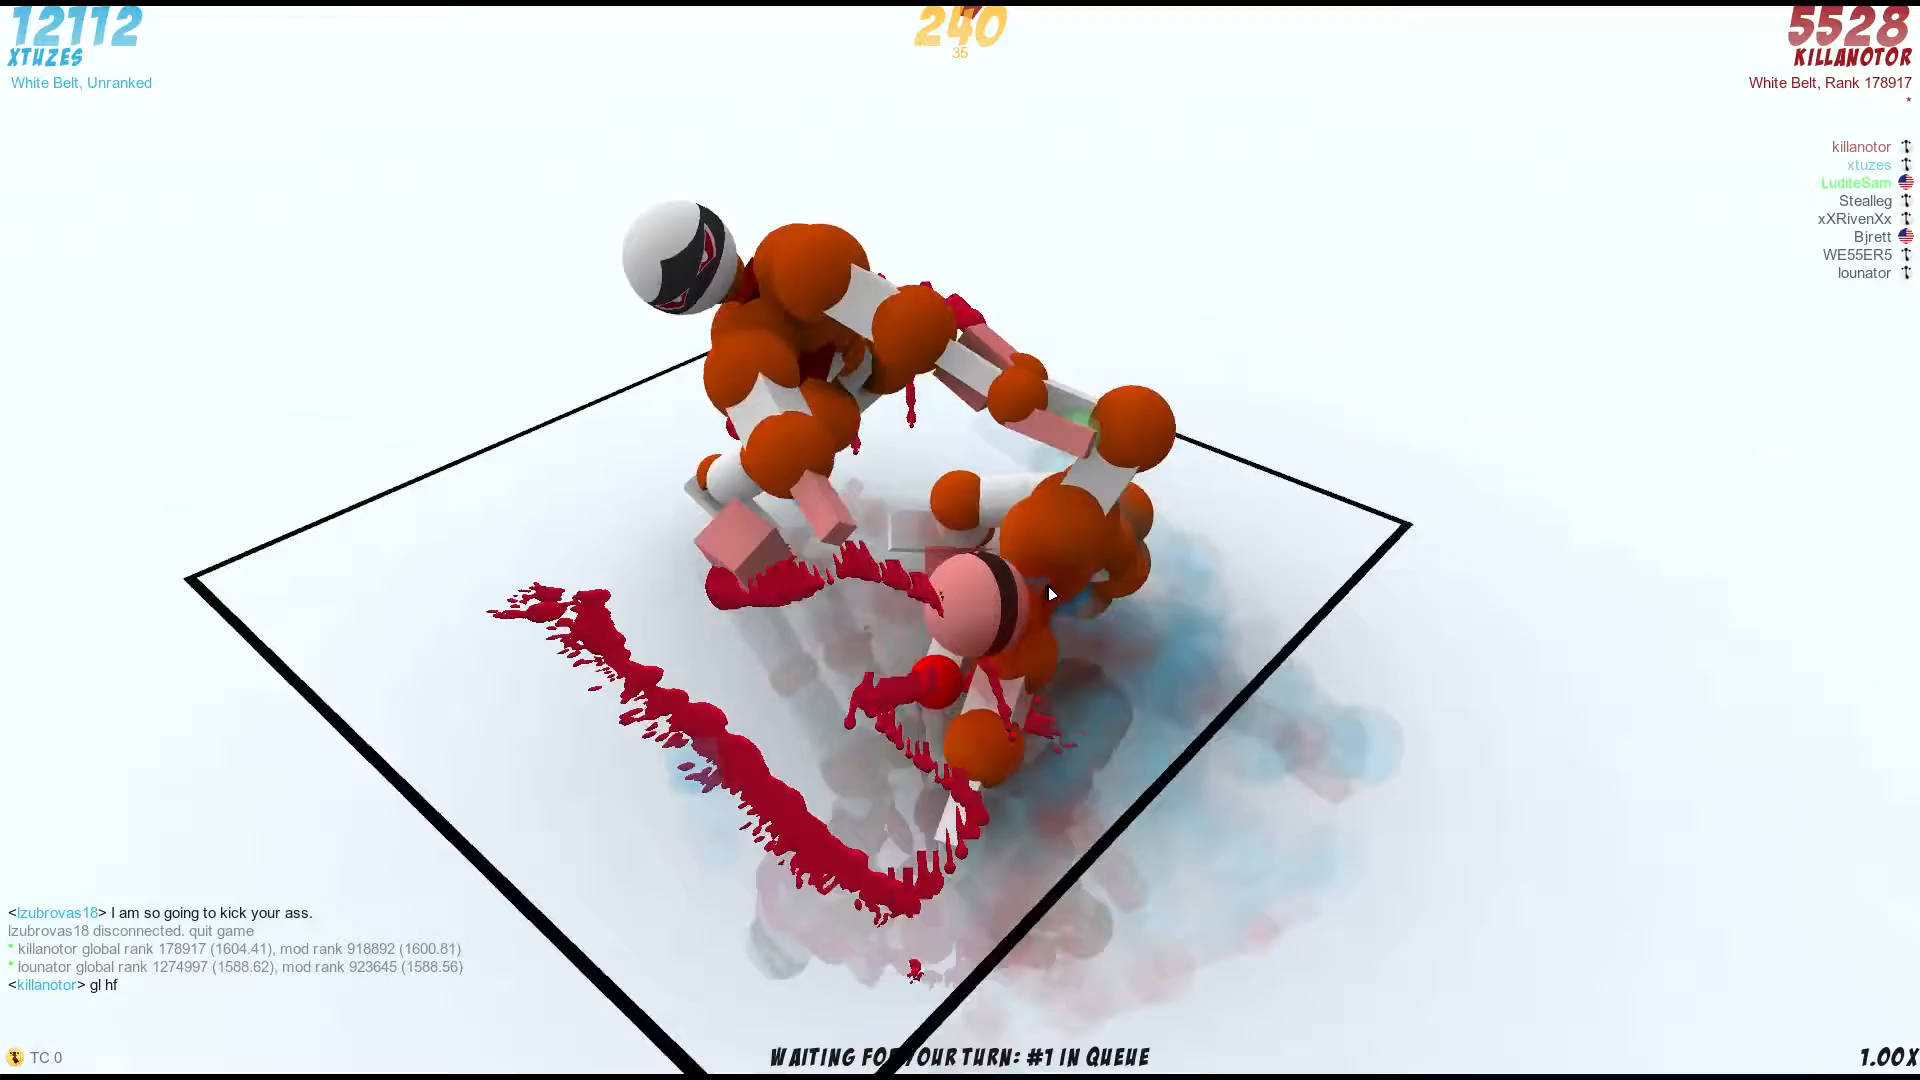 12112
XTUZES
White Belt, Unranked
240
35
5528
KILLANOTOR
White Belt, Rank 178917
*
killanotor
xtuzes
LuditeSam
Stealleg
xXRivenXx
Bjrett
WE55ER5
lounator
<lzubrovas18> I am so going to kick your ass.
lzubrovas18 disconnected. quit game
* killanotor global rank 178917 (1604.41), mod rank 918892 (1600.81)
* lounator global rank 1274997 (1588.62), mod rank 923645 (1588.56)
<killanotor> gl hf
TC 0
WAITING FOR YOUR TURN: #1 IN QUEUE
1.00X